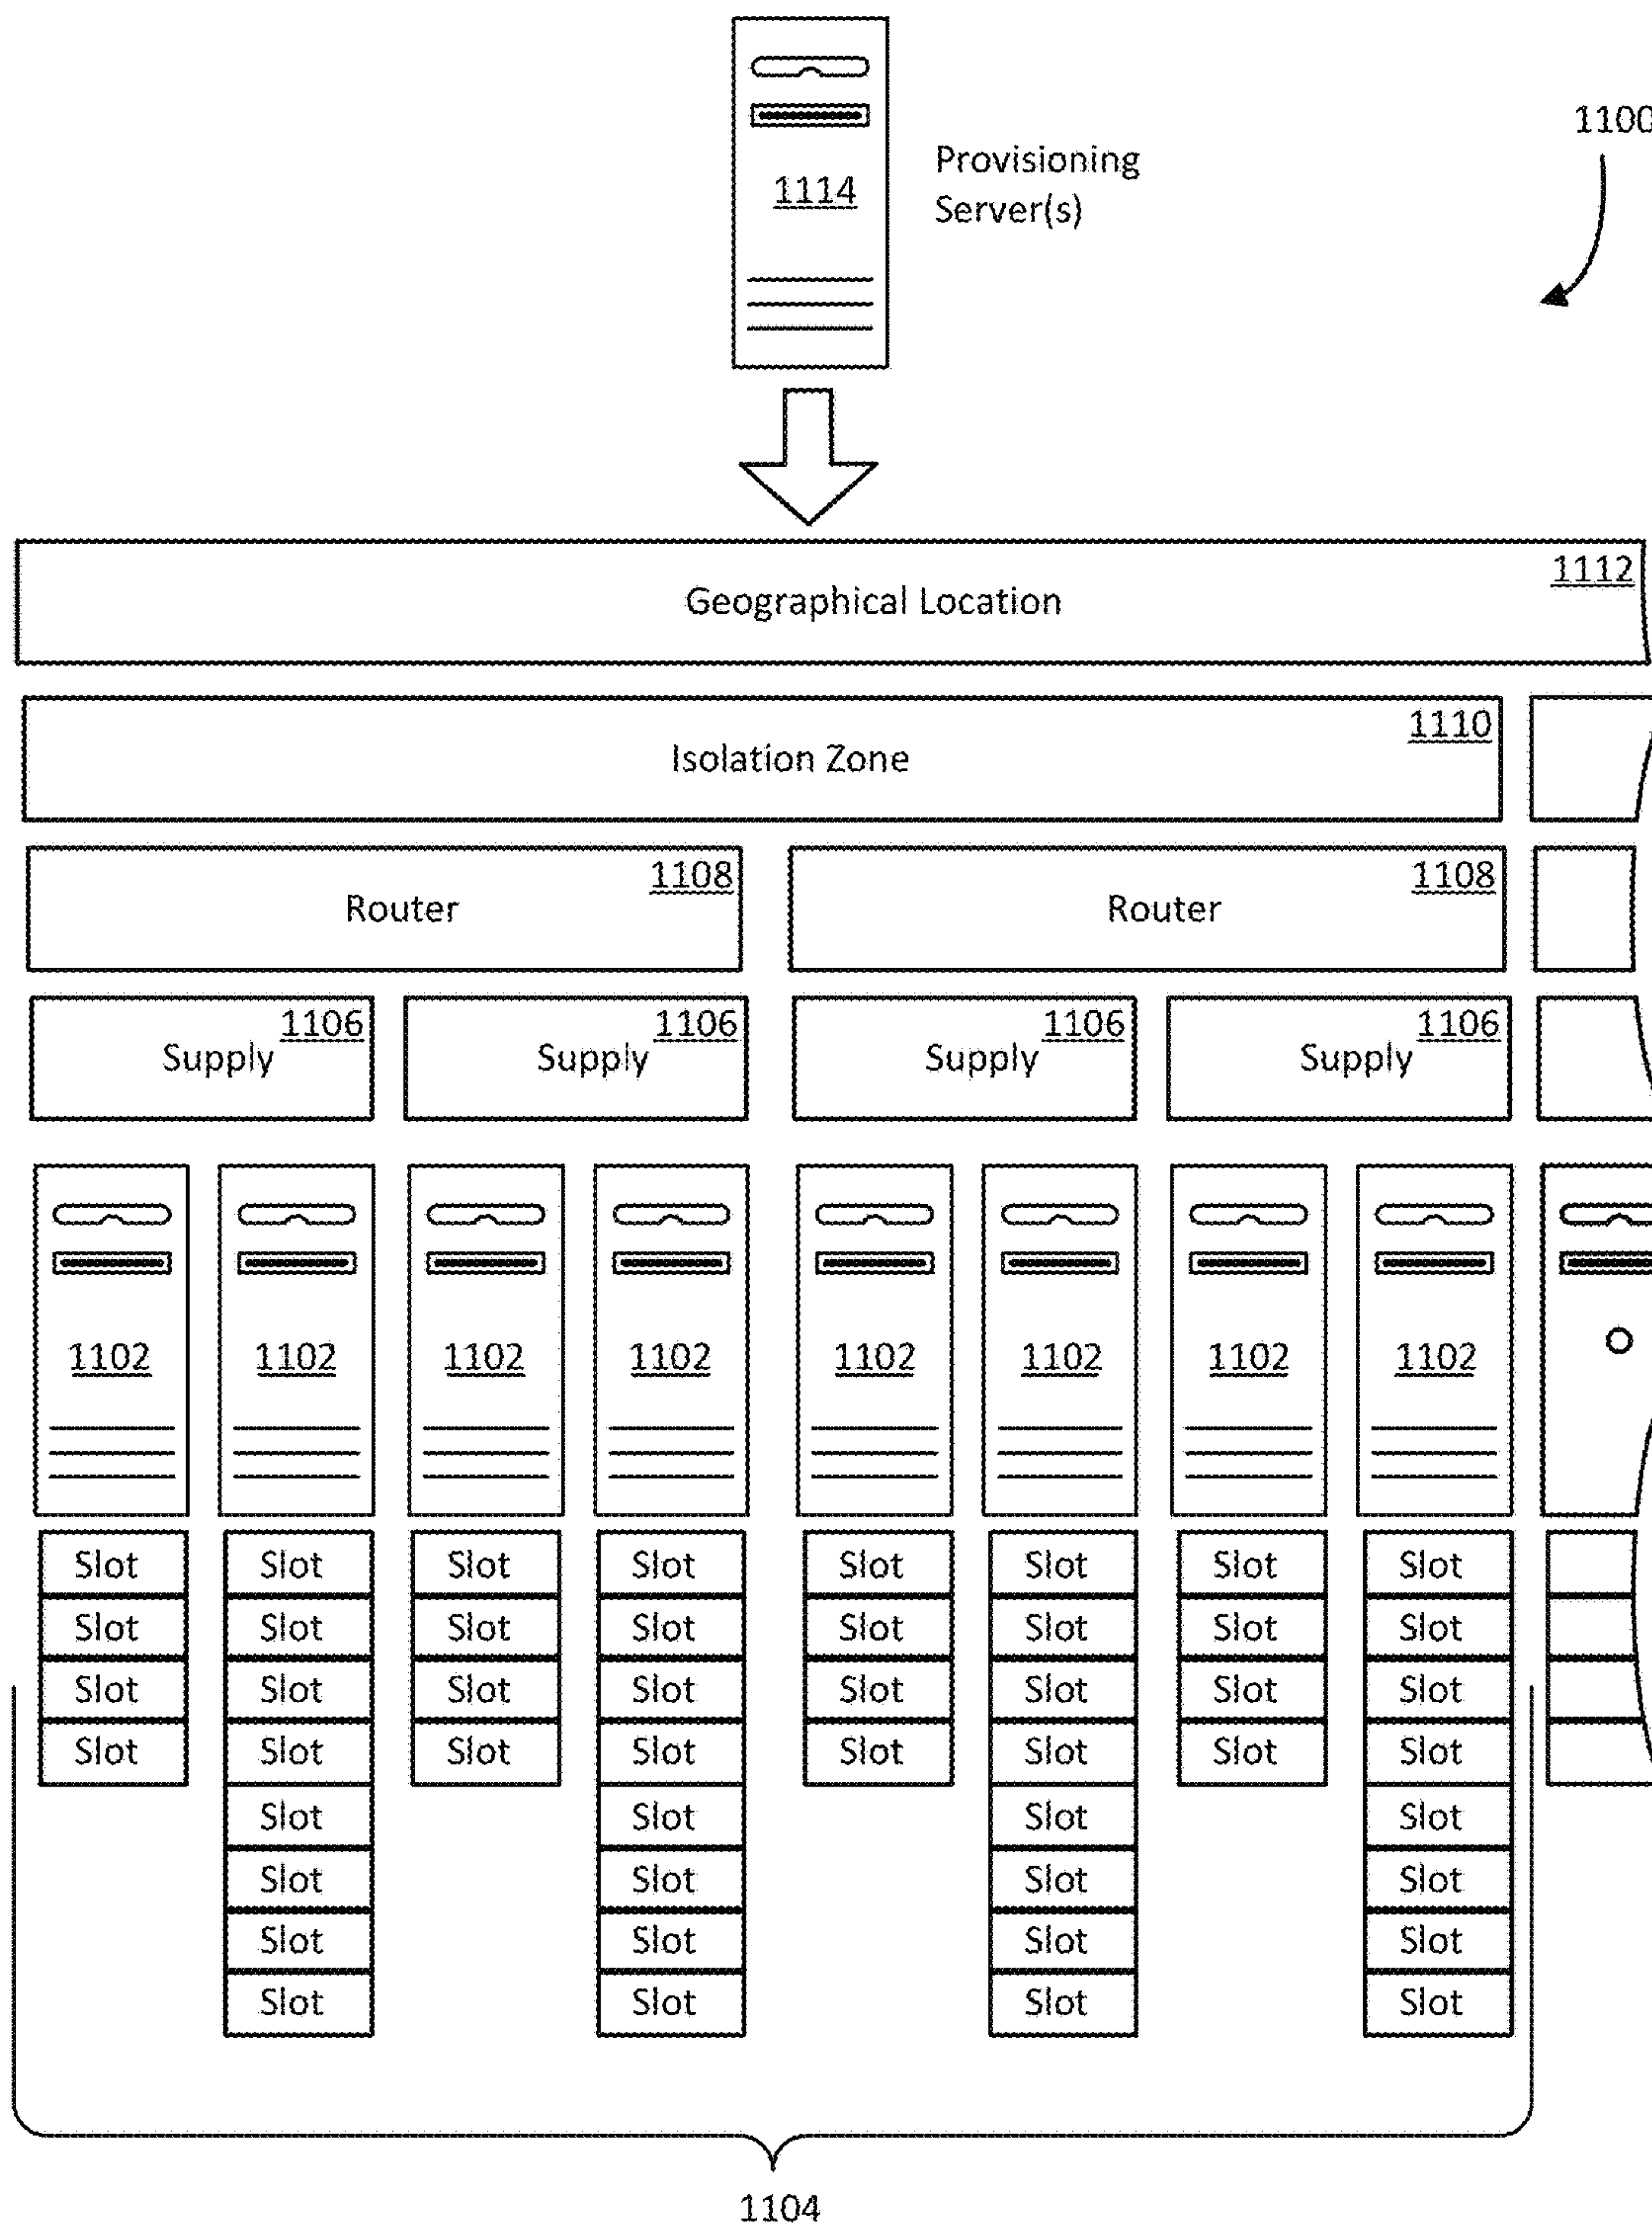 1100
Provisioning
Server(s)
1114
1112
Geographical Location
1110
Isolation Zone
1108 1108
Router Router
1106 1106 1106 1106
Supply Supply Supply Supply
1102 1102 1102 1102 1102 1102 1102 1102
Slot Slot Slot Slot Slot Slot Slot Slot
Slot Slot Slot Slot Slot Slot Slot Slot
Slot Slot Slot Slot Slot Slot Slot Slot
Slot Slot Slot Slot Slot Slot Slot Slot
Slot Slot Slot Slot
Slot Slot Slot Slot
Slot Slot Slot Slot
Slot Slot Slot Slot
1104